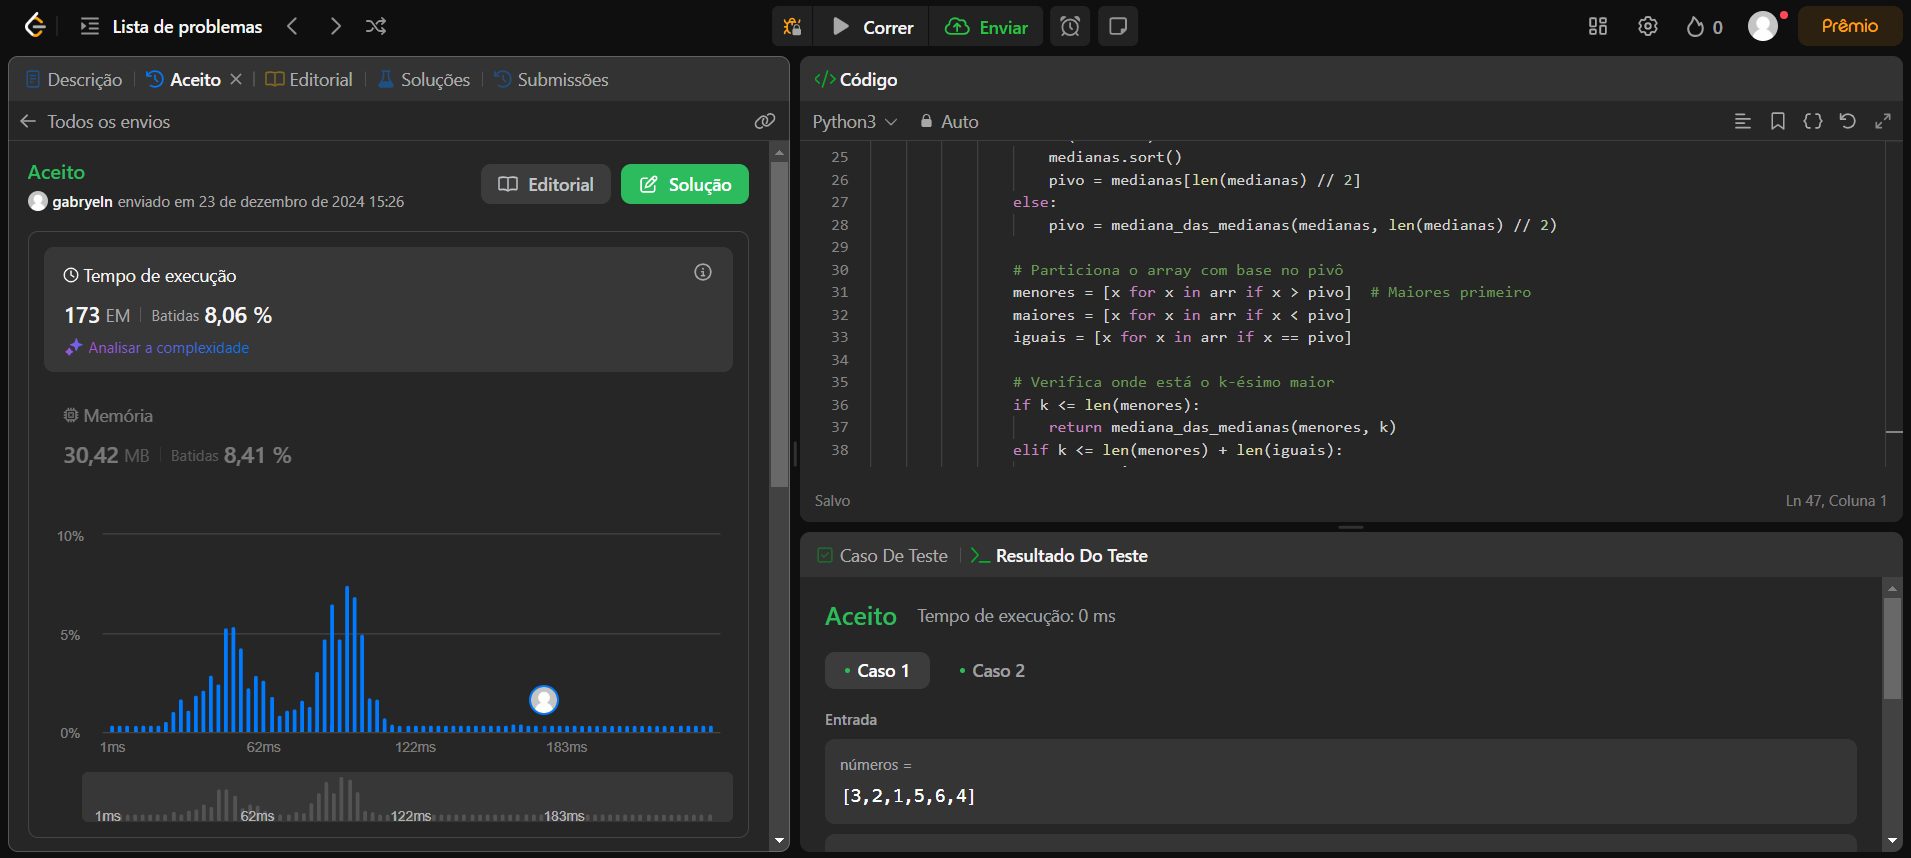 Lista de problemas
Correr
Enviar
0
Prêmio
Descrição
Aceito
Editorial
Soluções
Submissões
Todos os envios
Aceito
gabryeln enviado em 23 de dezembro de 2024 15:26
Editorial
Solução
Tempo de execução
173 EM
Batidas 8,06 %
Analisar a complexidade
Memória
30,42 MB
Batidas 8,41 %
10%
5%
0%
1ms
62ms
122ms
183ms
1ms
62ms
122ms
183ms
</> Código
Python3
Auto
25 medianas.sort()
26 pivo = medianas[len(medianas) // 2]
27 else:
28 pivo = mediana_das_medianas(medianas, len(medianas) // 2)
29
30 # Particiona o array com base no pivô
31 menores = [x for x in arr if x > pivo]  # Maiores primeiro
32 maiores = [x for x in arr if x < pivo]
33 iguais = [x for x in arr if x == pivo]
34
35 # Verifica onde está o k-ésimo maior
36 if k <= len(menores):
37 return mediana_das_medianas(menores, k)
38 elif k <= len(menores) + len(iguais):
Salvo
Ln 47, Coluna 1
Caso De Teste
Resultado Do Teste
Aceito
Tempo de execução: 0 ms
Caso 1
Caso 2
Entrada
números =
[3,2,1,5,6,4]